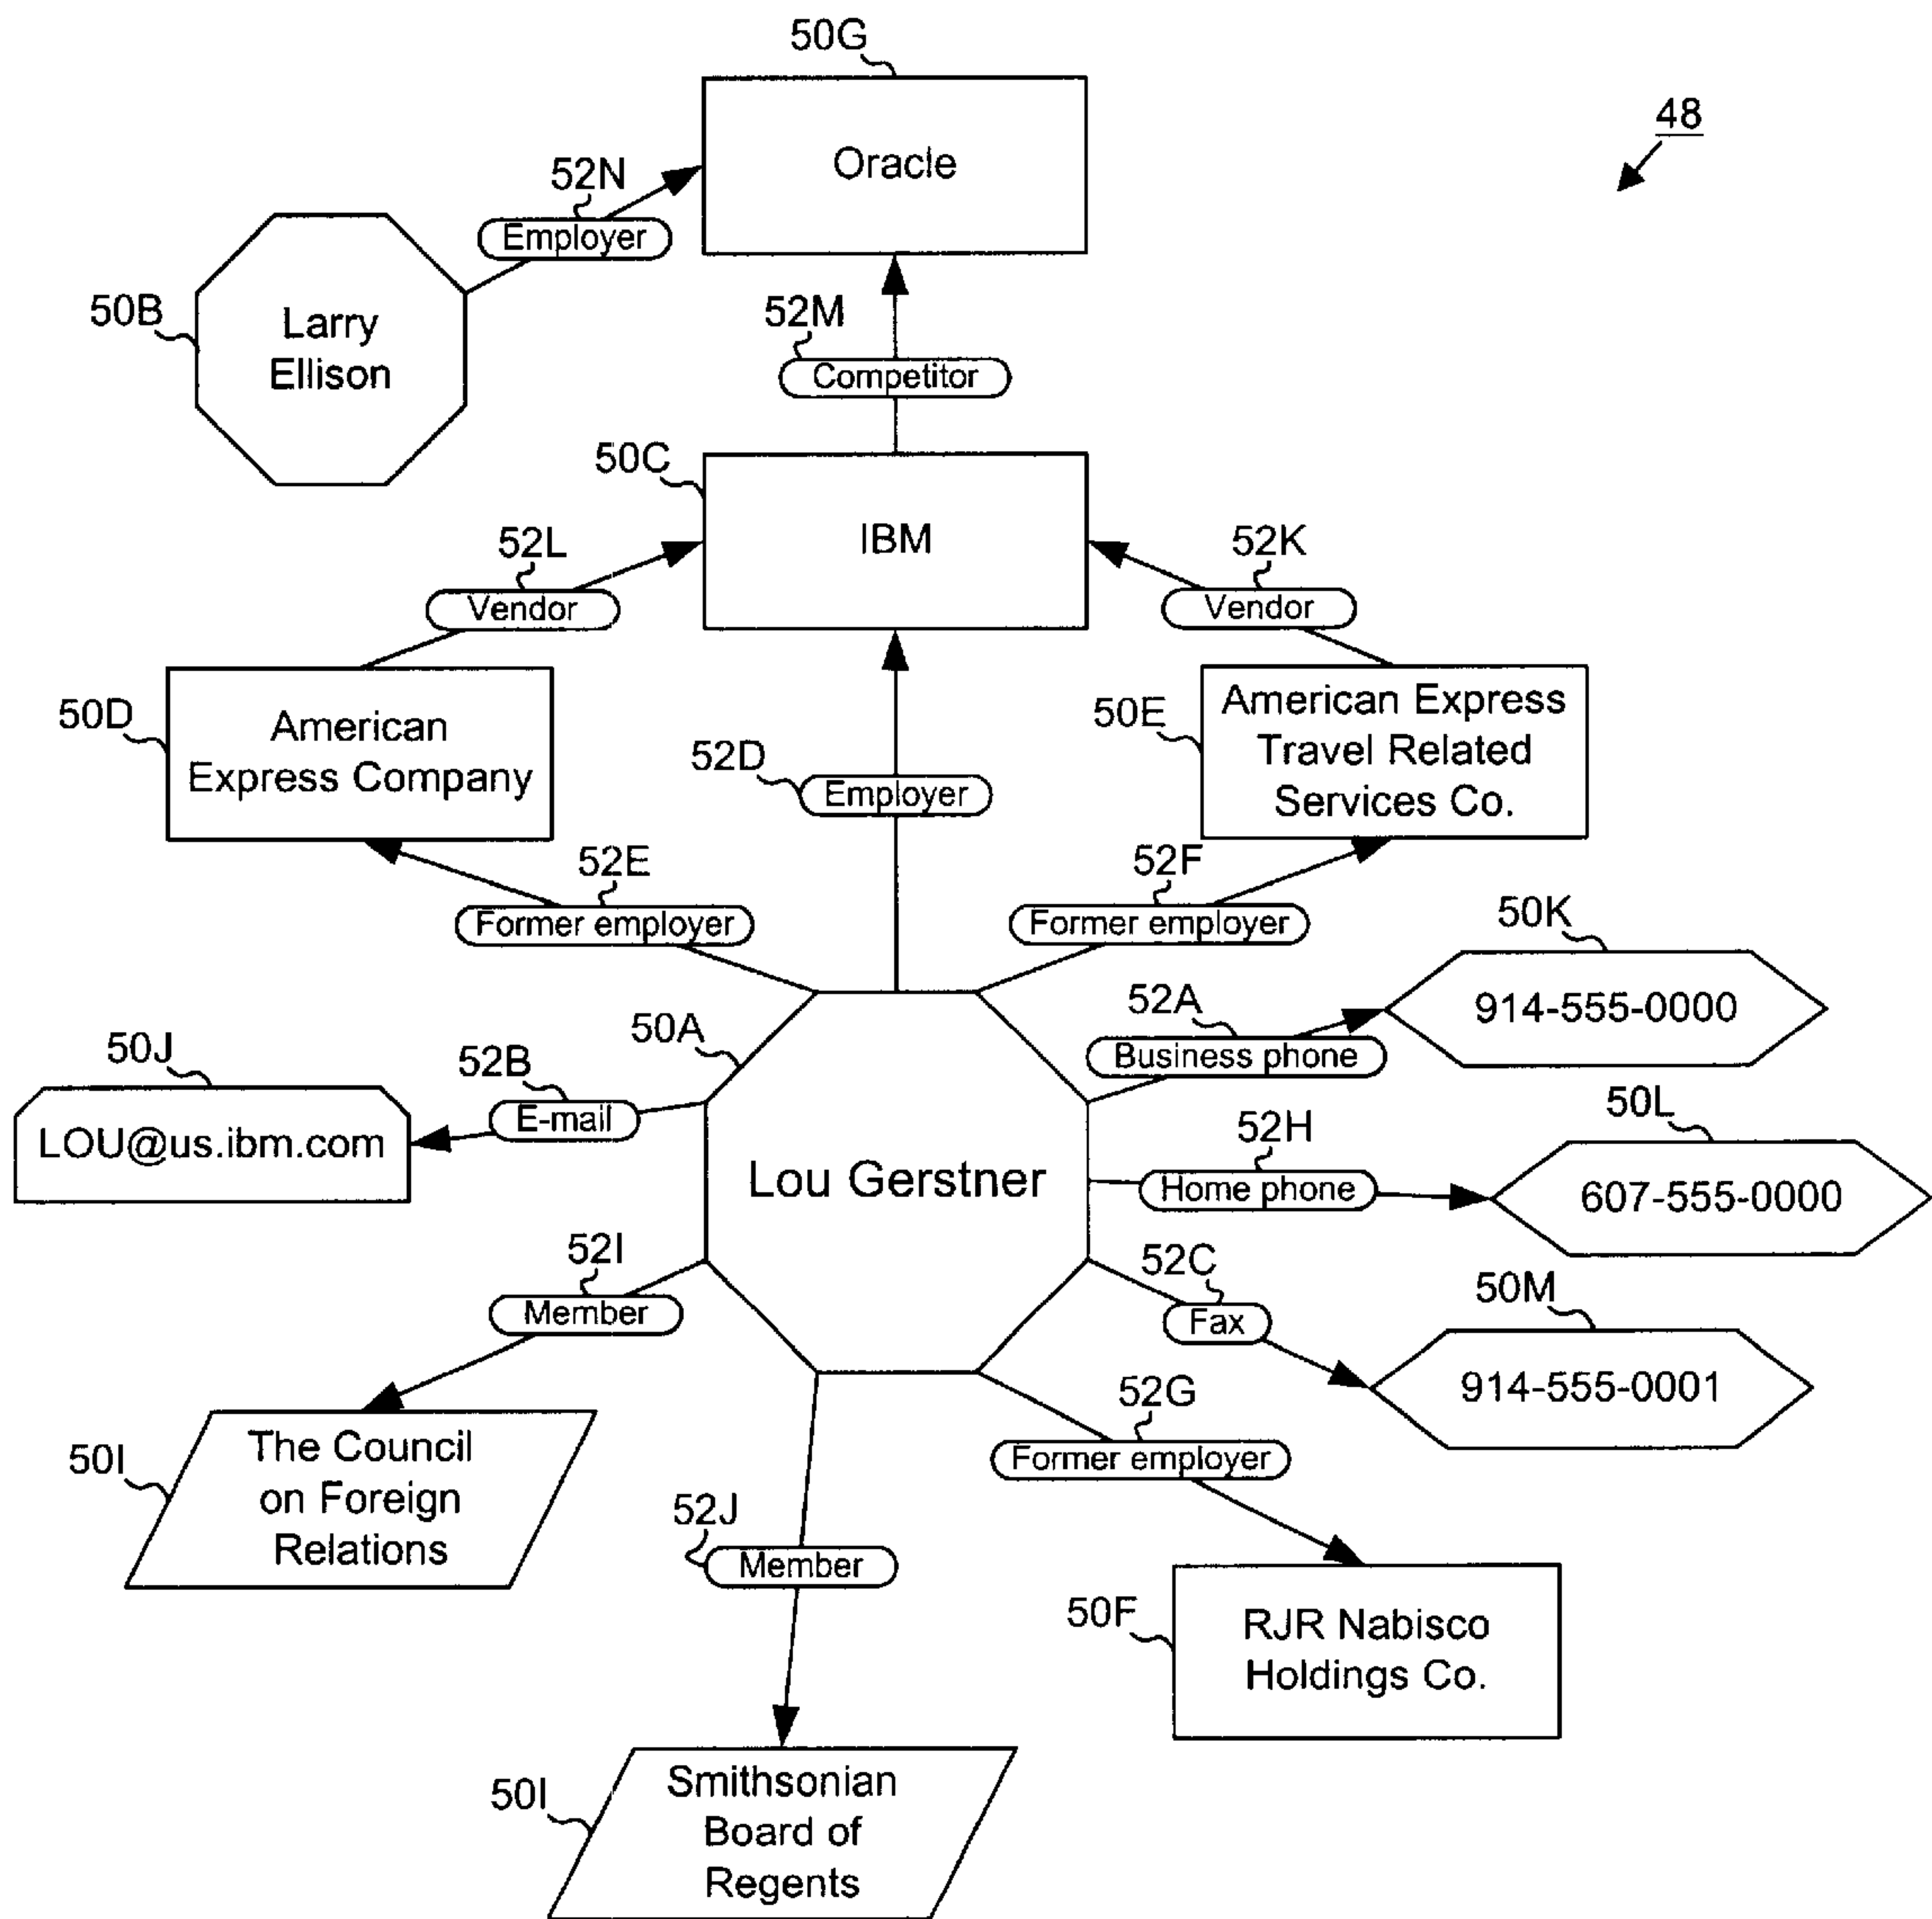 50G
48
Oracle
52N
Employer
50B
Larry
Ellison
52M
Competitor
50C
IBM
52L
Vendor
52K
Vendor
50D
American
Express Company
52D
Employer
50E
American Express
Travel Related
Services Co.
52E
Former employer
52F
Former employer
50K
914-555-0000
52A
Business phone
50A
50J
LOU@us.ibm.com
52B
E-mail
Lou Gerstner
52H
Home phone
50L
607-555-0000
52I
Member
52C
Fax
50M
914-555-0001
50I
The Council
on Foreign
Relations
52G
Former employer
52J
Member
50F
RJR Nabisco
Holdings Co.
50I
Smithsonian
Board of
Regents